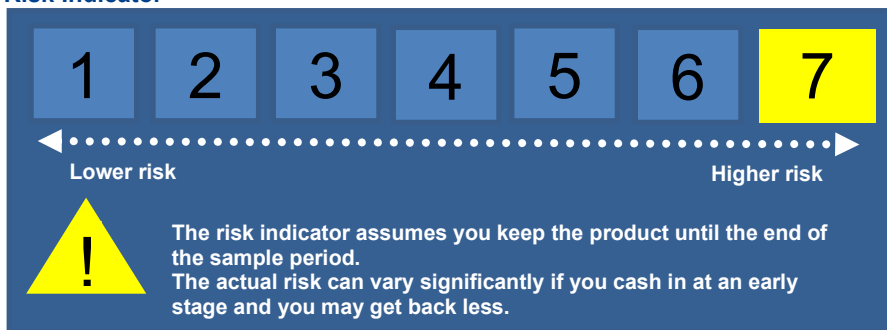 Risk Indicator
1 2 3 4 5 6 7
Lower risk Higher risk
!
The risk indicator assumes you keep the product until the end of
the sample period.
The actual risk can vary significantly if you cash in at an early
stage and you may get back less.